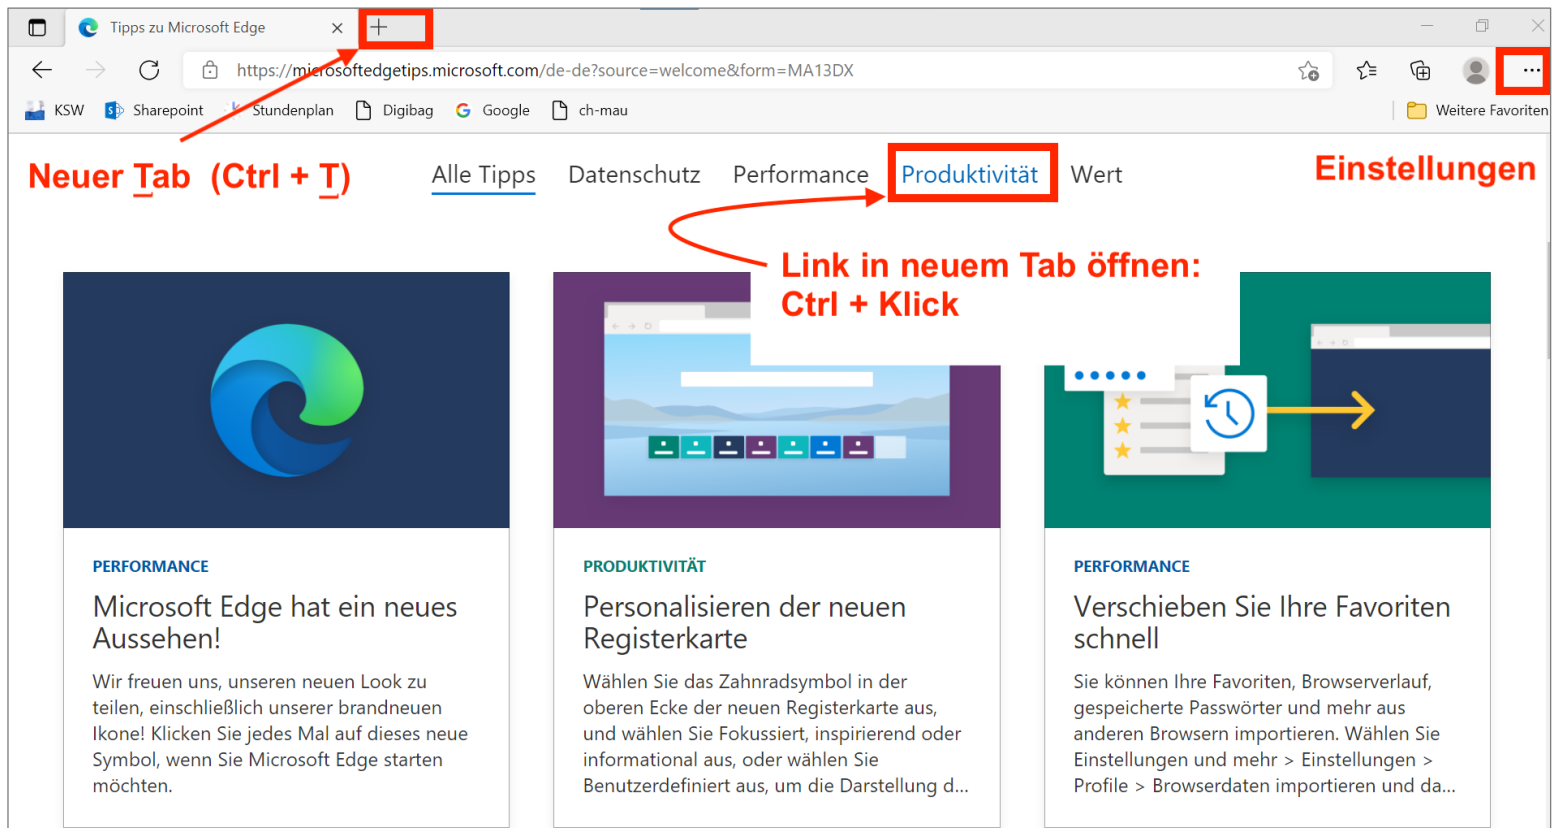 Tipps zu Microsoft Edge
https://microsoftedgetips.microsoft.com/de-de?source=welcome&form=MA13DX
KSW Sharepoint Stundenplan Digibag Google ch-mau Weitere Favoriten
Neuer Tab (Ctrl + T)
Alle Tipps Datenschutz Performance Produktivität Wert
Einstellungen
Link in neuem Tab öffnen:
Ctrl + Klick
PERFORMANCE
Microsoft Edge hat ein neues
Aussehen!
Wir freuen uns, unseren neuen Look zu
teilen, einschließlich unserer brandneuen
Ikone! Klicken Sie jedes Mal auf dieses neue
Symbol, wenn Sie Microsoft Edge starten
möchten.
PRODUKTIVITÄT
Personalisieren der neuen
Registerkarte
Wählen Sie das Zahnradsymbol in der
oberen Ecke der neuen Registerkarte aus,
und wählen Sie Fokussiert, inspirierend oder
informational aus, oder wählen Sie
Benutzerdefiniert aus, um die Darstellung d...
PERFORMANCE
Verschieben Sie Ihre Favoriten
schnell
Sie können Ihre Favoriten, Browserverlauf,
gespeicherte Passwörter und mehr aus
anderen Browsern importieren. Wählen Sie
Einstellungen und mehr > Einstellungen >
Profile > Browserdaten importieren und da...